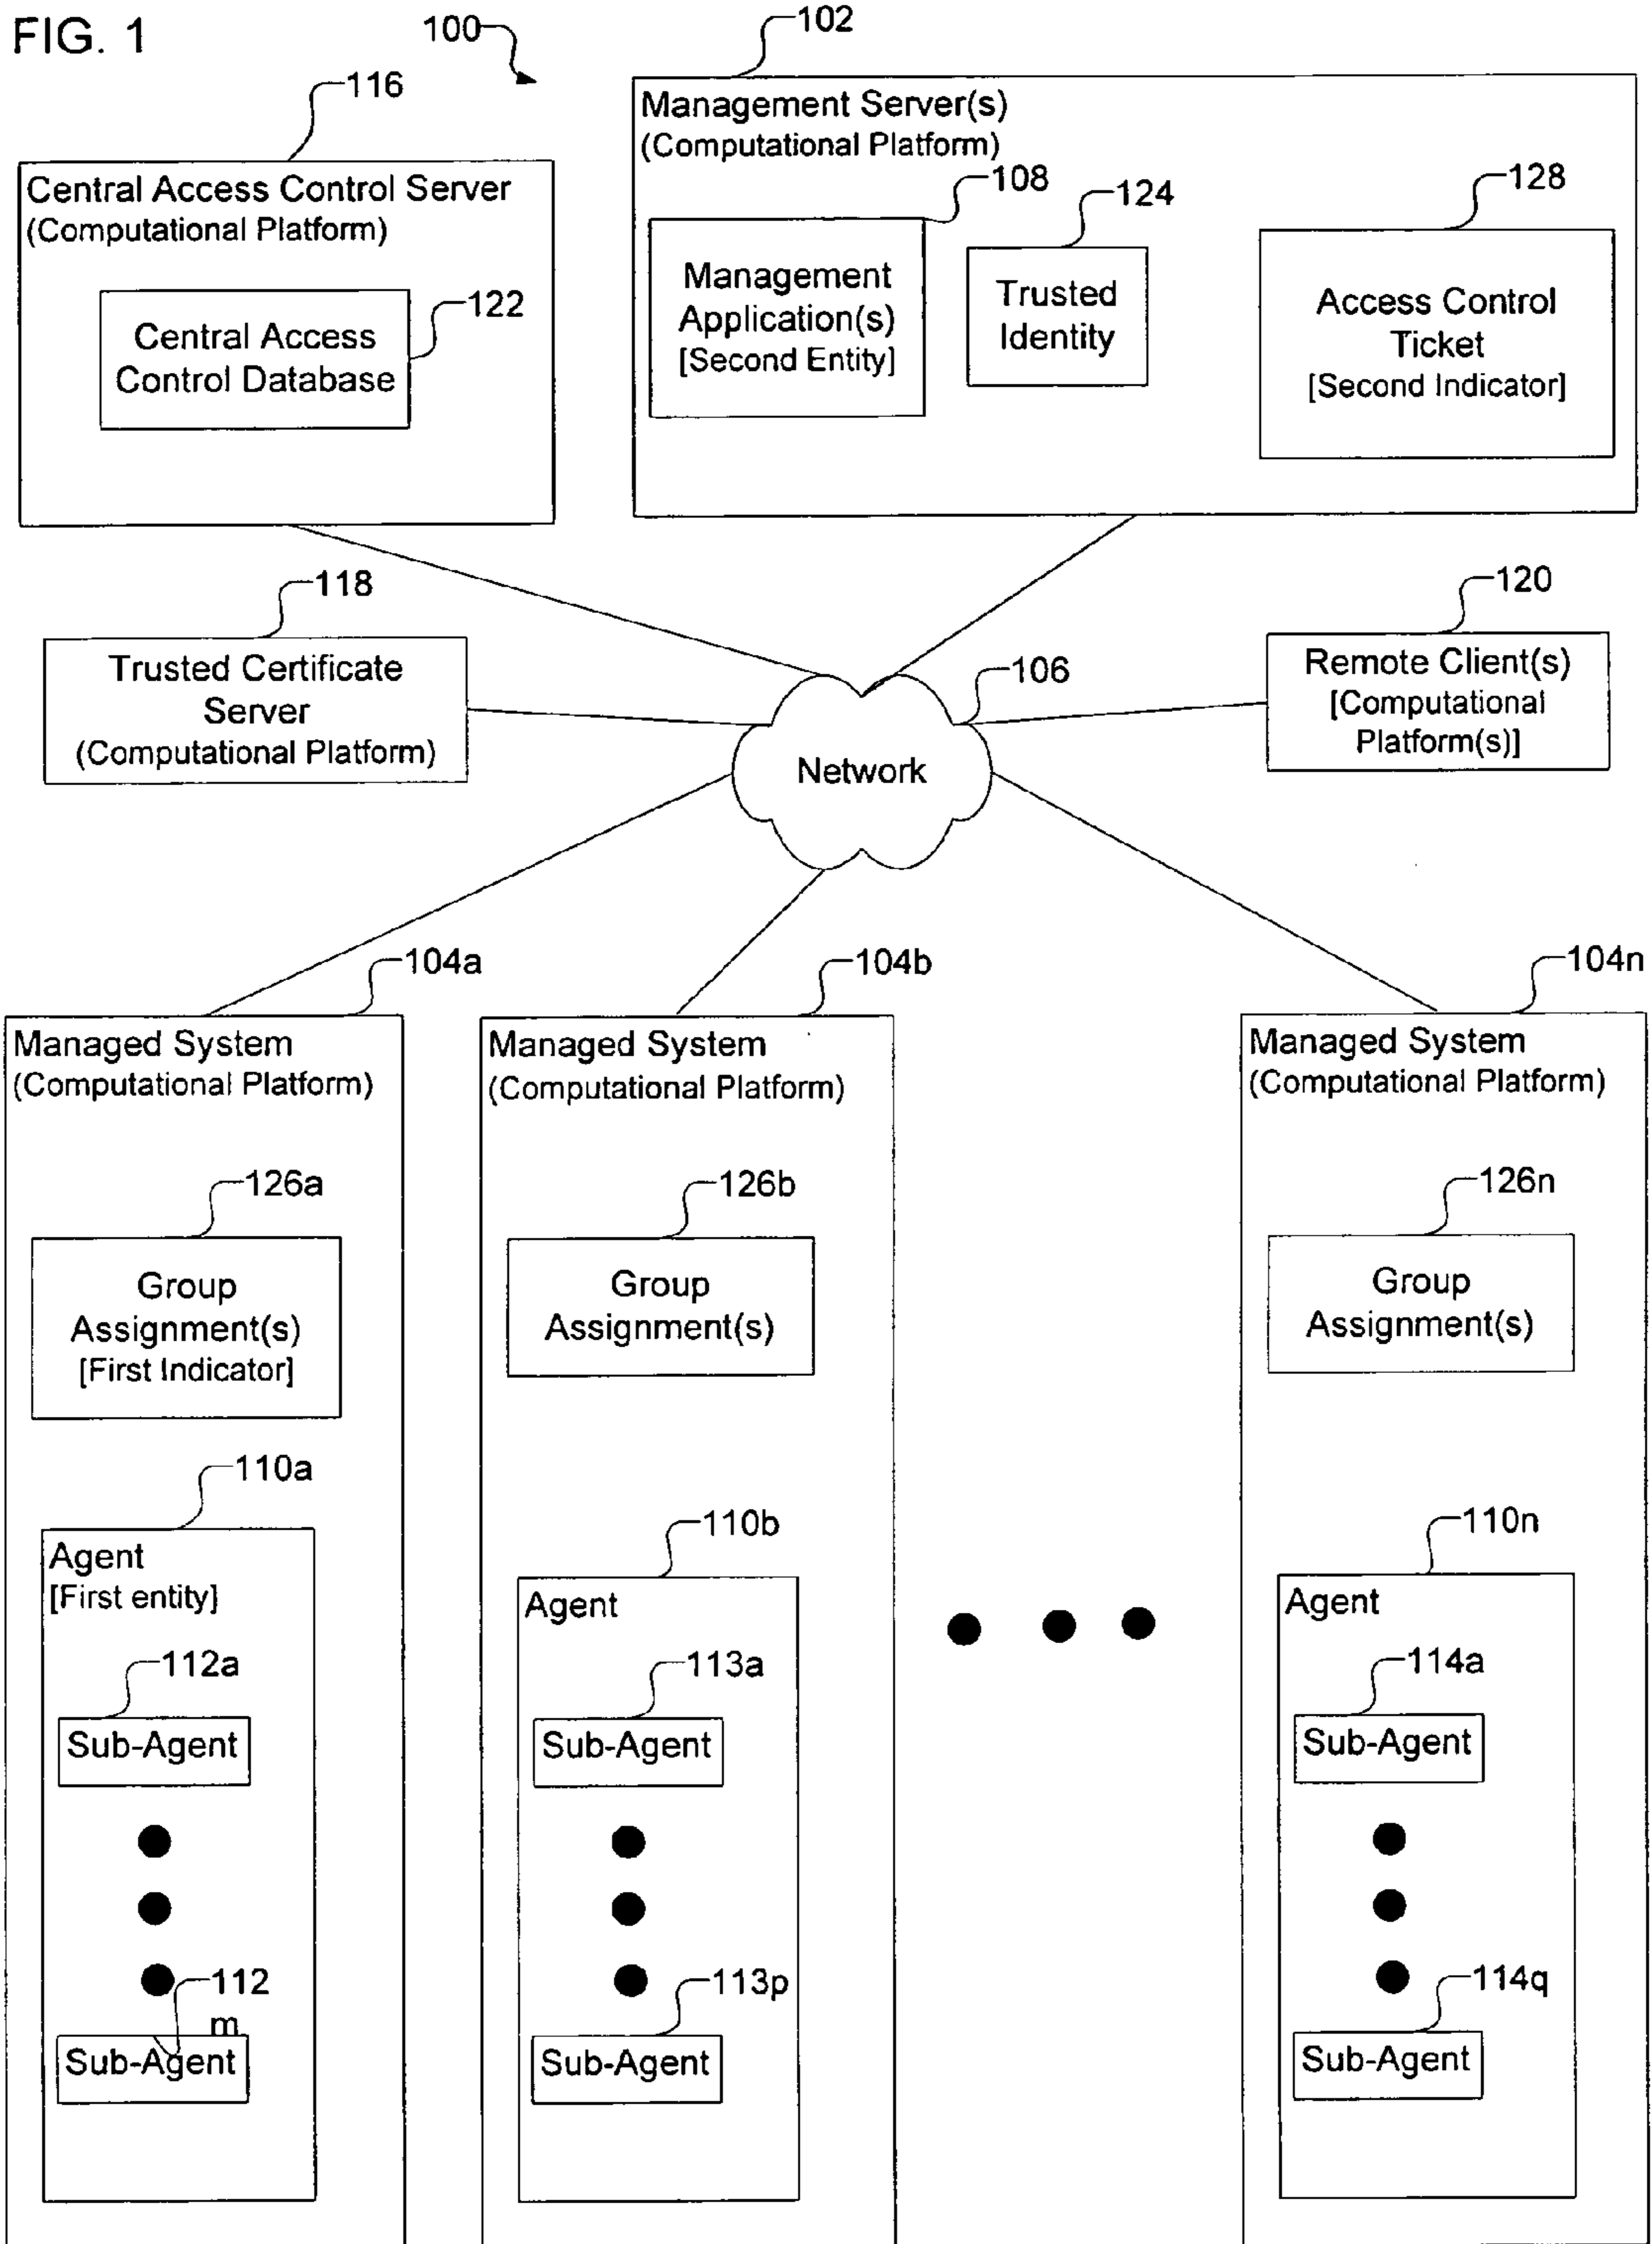 FIG. 1
100
102
116
Management Server(s)
(Computational Platform)
Central Access Control Server
(Computational Platform)
108
124
128
Management
Application(s)
[Second Entity]
Trusted
Identity
Access Control
Ticket
[Second Indicator]
122
Central Access
Control Database
118
120
Trusted Certificate
Server
(Computational Platform)
106
Remote Client(s)
[Computational
Platform(s)]
Network
104a
104b
104n
Managed System
(Computational Platform)
Managed System
(Computational Platform)
Managed System
(Computational Platform)
126a
126b
126n
Group
Assignment(s)
[First Indicator]
Group
Assignment(s)
Group
Assignment(s)
110a
110b
110n
Agent
[First entity]
Agent
Agent
112a
113a
114a
Sub-Agent
Sub-Agent
Sub-Agent
112
m
113p
114q
Sub-Agent
Sub-Agent
Sub-Agent